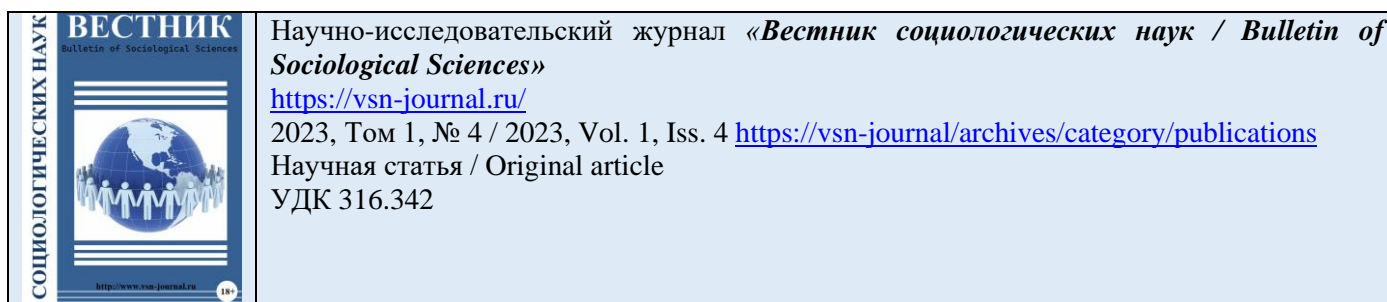 СОЦИОЛОГИЧЕСКИХ НАУК
ВЕСТНИК
Bulletin of Sociological Sciences
http://www.vsn-journal.ru
18+
Научно-исследовательский журнал «Вестник социологических наук / Bulletin of
Sociological Sciences»
https://vsn-journal.ru/
2023, Том 1, № 4 / 2023, Vol. 1, Iss. 4 https://vsn-journal/archives/category/publications
Научная статья / Original article
УДК 316.342